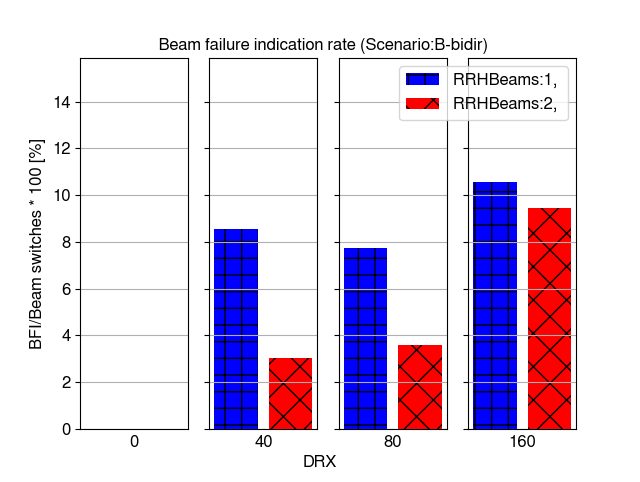 Beam failure indication rate (Scenario:B-bidir)
RRHBeams:1,
RRHBeams:2,
BFI/Beam switches * 100 [%]
14
12
10
8
6
4
2
0
0
40
80
160
DRX